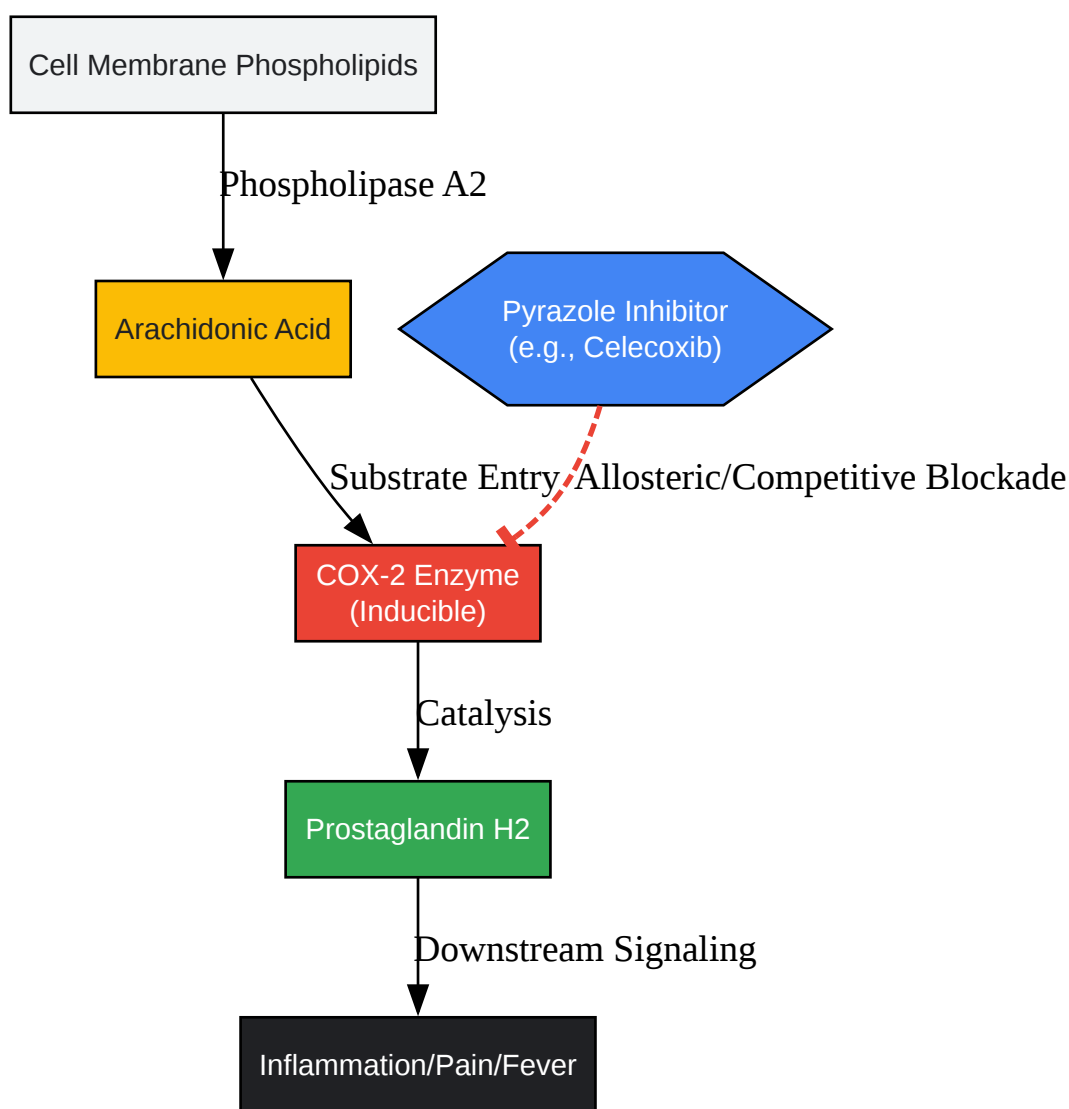 Cell Membrane Phospholipids
Phospholipase A2
Arachidonic Acid
Pyrazole Inhibitor
(e.g., Celecoxib)
Substrate Entry
Allosteric/Competitive Blockade
COX-2 Enzyme
(Inducible)
Catalysis
Prostaglandin H2
Downstream Signaling
Inflammation/Pain/Fever